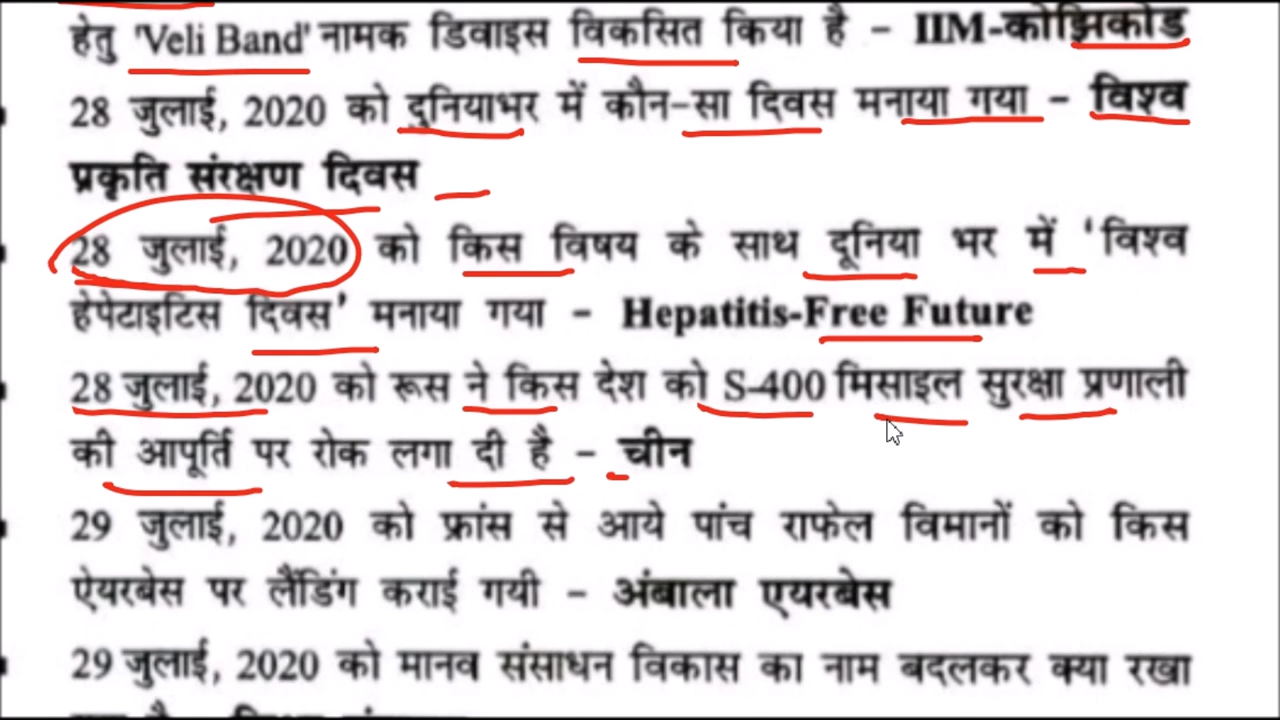 हेतु 'Veli Band' नामक डिवाइस विकसित किया है – IIM-कोझिकोड
28 जुलाई, 2020 को दुनियाभर में कौन-सा दिवस मनाया गया – विश्व
प्रकृति संरक्षण दिवस
28 जुलाई, 2020 को किस विषय के साथ दूनिया भर में 'विश्व
हेपेटाइटिस दिवस' मनाया गया – Hepatitis-Free Future
28 जुलाई, 2020 को रूस ने किस देश को S-400 मिसाइल सुरक्षा प्रणाली
की आपूर्ति पर रोक लगा दी है – चीन
29 जुलाई, 2020 को फ्रांस से आये पांच राफेल विमानों को किस
ऐयरबेस पर लैंडिंग कराई गयी – अंबाला एयरबेस
29 जुलाई, 2020 को मानव संसाधन विकास का नाम बदलकर क्या रखा